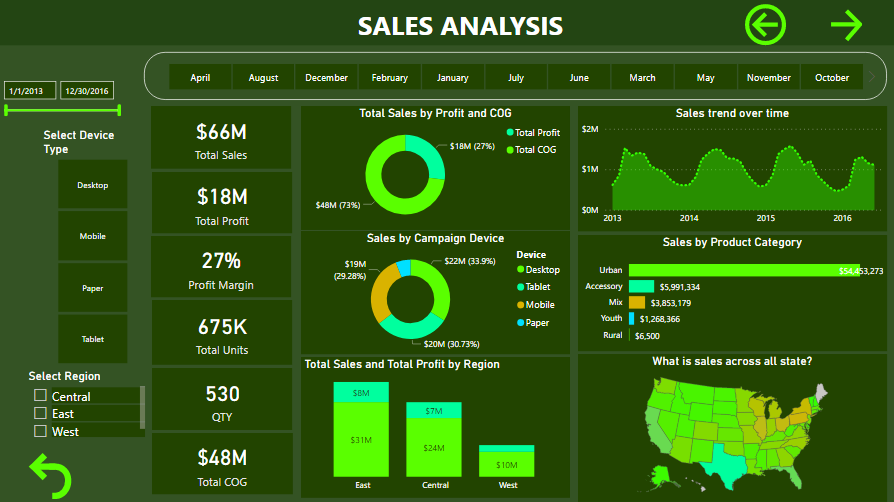 SALES ANALYSIS
1/1/2013
12/30/2016
April
August
December
February
January
July
June
March
May
November
October
Select Device
Type
Desktop
Mobile
Paper
Tablet
Select Region
Central
East
West
$66M
Total Sales
$18M
Total Profit
27%
Profit Margin
675K
Total Units
530
QTY
$48M
Total COG
Total Sales by Profit and COG
$18M (27%)
$48M (73%)
Total Profit
Total COG
Sales by Campaign Device
$19M
(29.28%)
$22M (33.9%)
$20M (30.73%)
Device
Desktop
Tablet
Mobile
Paper
Total Sales and Total Profit by Region
$8M
$31M
$7M
$24M
$10M
East
Central
West
Sales trend over time
$2M
$1M
$0M
2013
2014
2015
2016
Sales by Product Category
Urban
$54,453,273
Accessory
$5,991,334
Mix
$3,853,179
Youth
$1,268,366
Rural
$6,500
What is sales across all state?